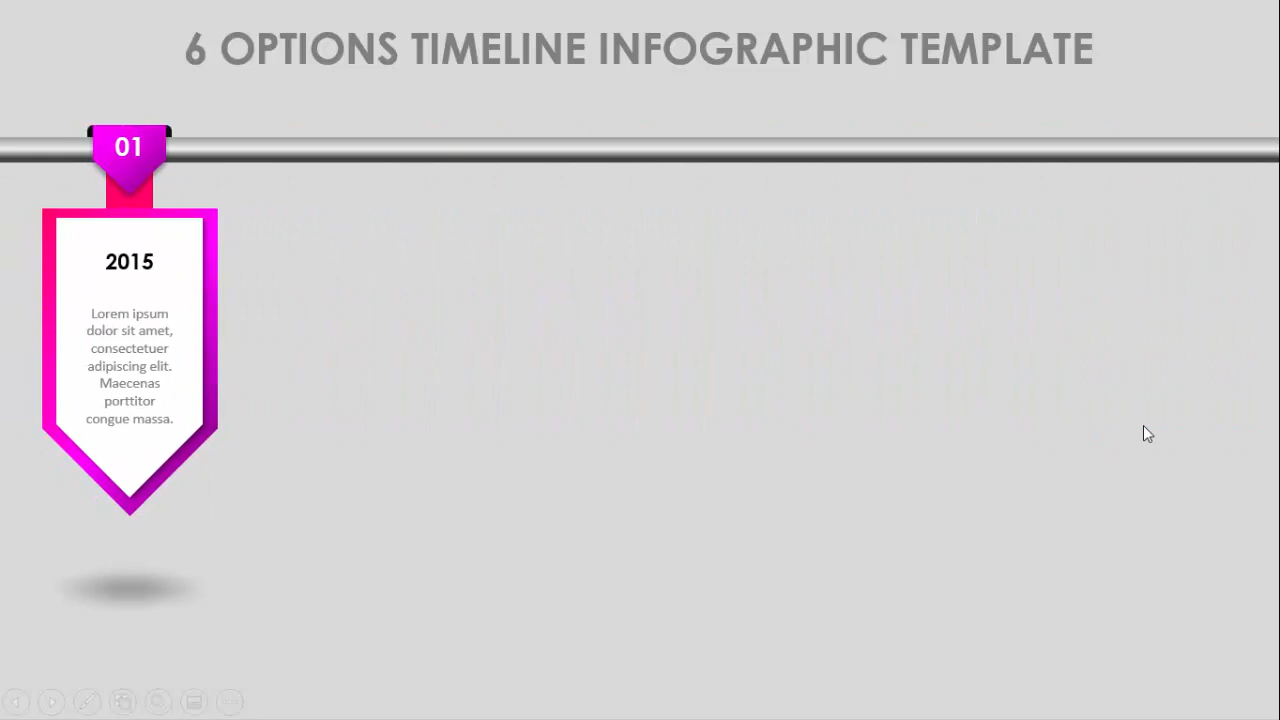 6 OPTIONS TIMELINE INFOGRAPHIC TEMPLATE
01
2015
Lorem ipsum
dolor sit amet,
consectetuer
adipiscing elit.
Maecenas
porttitor
congue massa.